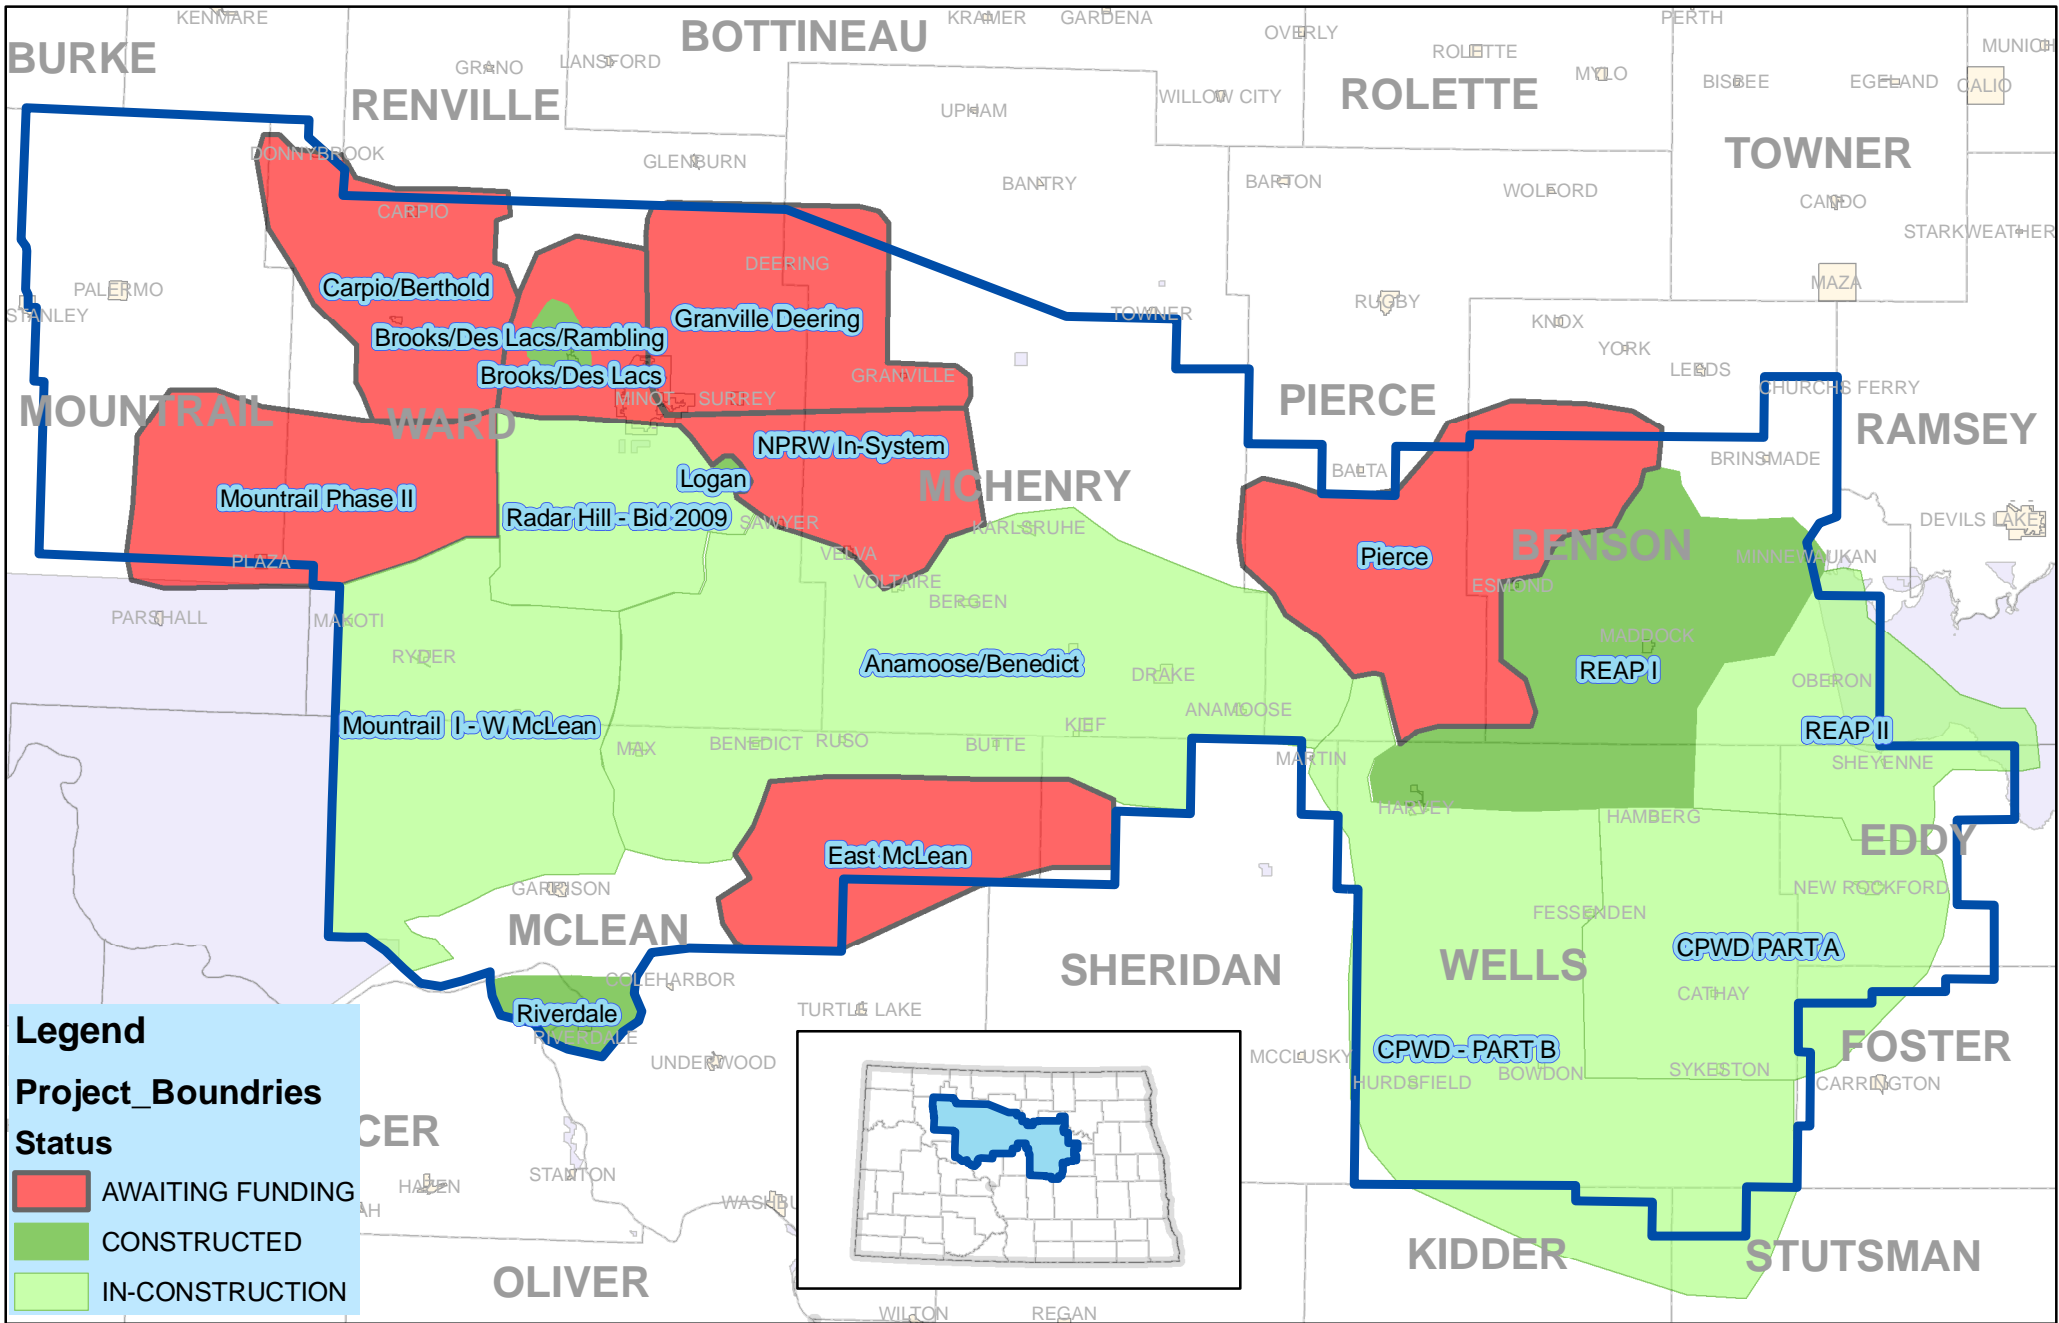 KENMARE
KRAMER
GARDENA
PERTH
BURKE
BOTTINEAU
OVERLY
ROLETTE
MUNICH
GRANO
LANSFORD
MYLO
BISBEE
EGELAND
CALIO
RENVILLE
UPHAM
WILLOW CITY
ROLETTE
TOWNER
DONNYBROOK
GLENBURN
BANTRY
BARTON
WOLFORD
CANDO
CARPIO
STARKWEATHER
DEERING
PALERMO
Carpio/Berthold
MAZA
STANLEY
TOWNER
RUGBY
KNOX
Granville Deering
Brooks/Des Lacs/Rambling
YORK
LEEDS
Brooks/Des Lacs
GRANVILLE
CHURCHS FERRY
MINOT
SURREY
MOUNTRAIL
WARD
PIERCE
RAMSEY
NPRW In-System
BALTA
BRINSMADE
Logan
MCHENRY
Mountrail Phase II
Radar Hill - Bid 2009
SAWYER
KARLSRUHE
DEVILS LAKE
BENSON
VELVA
Pierce
MINNEWAUKAN
PLAZA
VOLTAIRE
ESMOND
BERGEN
PARSHALL
MAKOTI
MADDOCK
RYDER
Anamoose/Benedict
DRAKE
REAP I
OBERON
ANAMOOSE
Mountrail I - W McLean
KIEF
REAP II
MAX
BENEDICT
RUSO
BUTTE
MARTIN
SHEYENNE
HARVEY
HAMBERG
EDDY
East McLean
GARRISON
NEW ROCKFORD
FESSENDEN
MCLEAN
CPWD PART A
WELLS
SHERIDAN
COLEHARBOR
CATHAY
Riverdale
TURTLE LAKE
RIVERDALE
UNDERWOOD
MCCLUSKY
CPWD - PART B
FOSTER
HURDSFIELD
BOWDON
SYKESTON
CARRINGTON
Legend
Project_Boundries
Status
AWAITING FUNDING
CONSTRUCTED
IN-CONSTRUCTION
CER
HAZEN
STANTON
WASHBU
AH
OLIVER
KIDDER
STUTSMAN
WILTON
REGAN